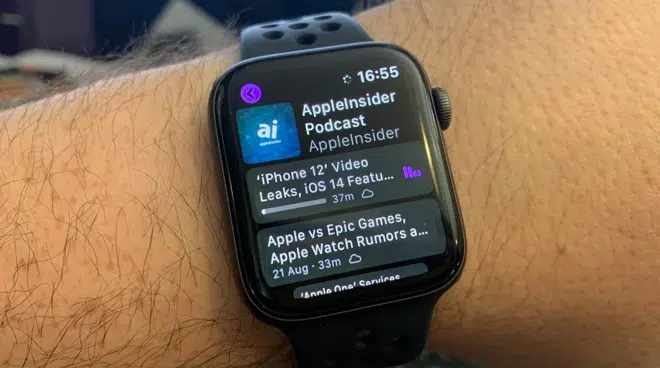 16:55
AppleInsider
Podcast
AppleInsider
ai
appleinsider
'iPhone 12' Video
Leaks, iOS 14 Featu...
37m
Apple vs Epic Games,
Apple Watch Rumors a...
21 Aug · 33m
'Apple One' Services